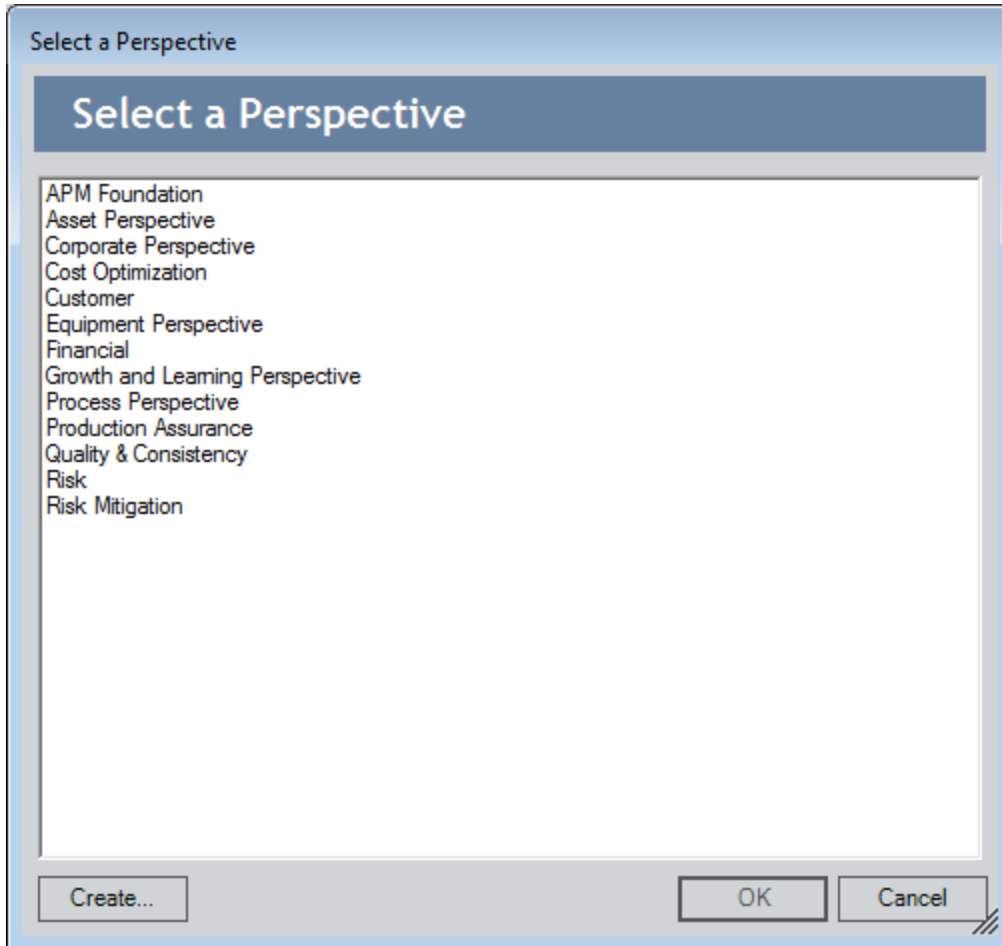 Select a Perspective
Select a Perspective
APM Foundation
Asset Perspective
Corporate Perspective
Cost Optimization
Customer
Equipment Perspective
Financial
Growth and Learning Perspective
Process Perspective
Production Assurance
Quality & Consistency
Risk
Risk Mitigation
Create... OK Cancel